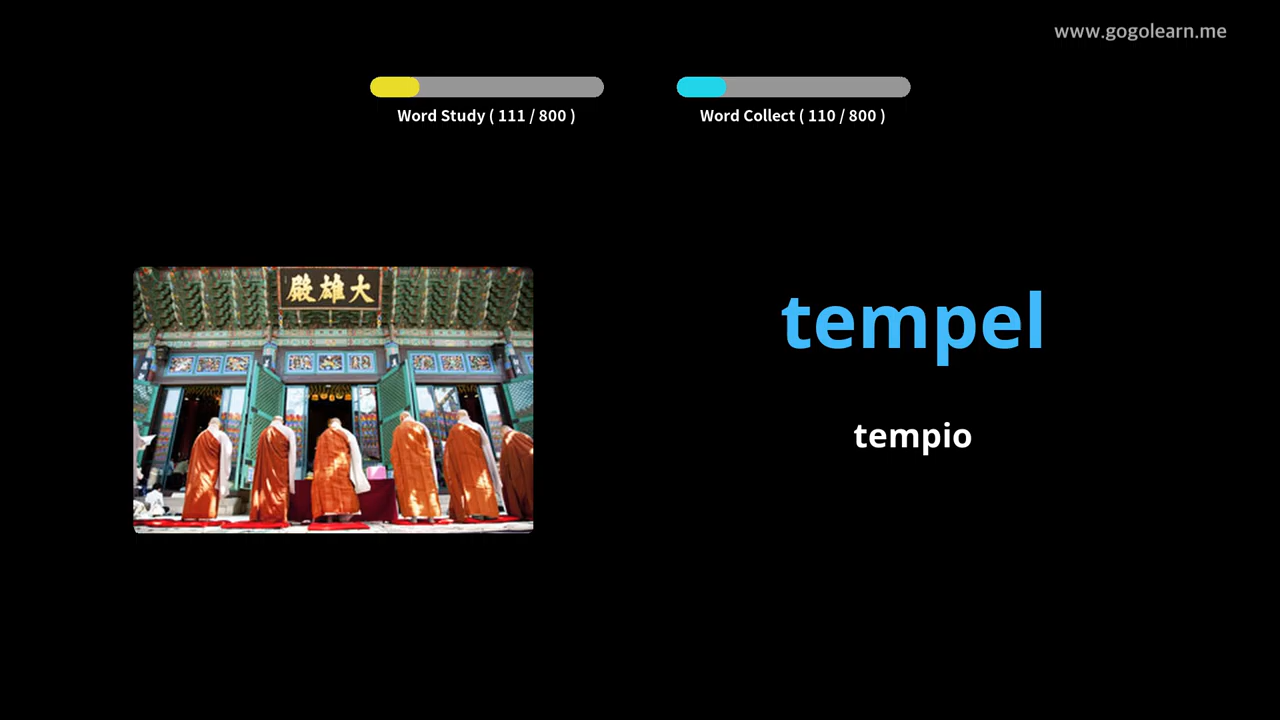 www.gogolearn.me
Word Study ( 111 / 800 )
Word Collect ( 110 / 800 )
殿雄大
tempel
tempio